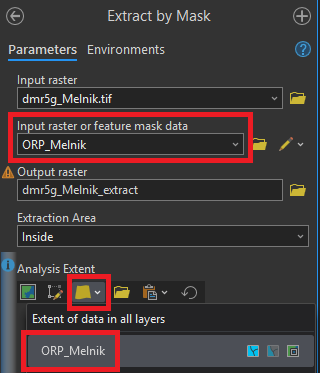 Extract by Mask
Parameters Environments
Input raster
dmr5g_Melnik.tif
Input raster or feature mask data
ORP_Melnik
Output raster
dmr5g_Melnik_extract
Extraction Area
Inside
Analysis Extent
Extent of data in all layers
ORP_Melnik